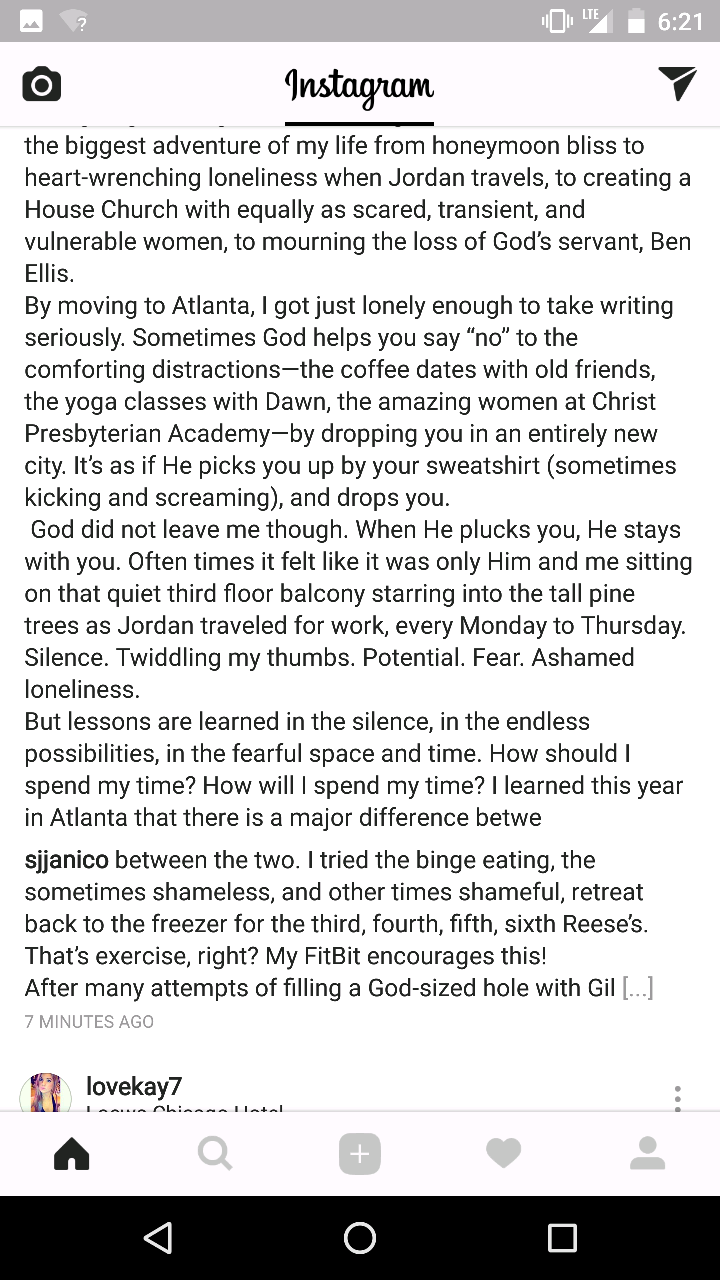 6:21
LTE
Instagram
the biggest adventure of my life from honeymoon bliss to
heart-wrenching loneliness when Jordan travels, to creating a
House Church with equally as scared, transient, and
vulnerable women, to mourning the loss of God's servant, Ben
Ellis.
By moving to Atlanta, I got just lonely enough to take writing
seriously. Sometimes God helps you say “no” to the
comforting distractions—the coffee dates with old friends,
the yoga classes with Dawn, the amazing women at Christ
Presbyterian Academy—by dropping you in an entirely new
city. It's as if He picks you up by your sweatshirt (sometimes
kicking and screaming), and drops you.
God did not leave me though. When He plucks you, He stays
with you. Often times it felt like it was only Him and me sitting
on that quiet third floor balcony starring into the tall pine
trees as Jordan traveled for work, every Monday to Thursday.
Silence. Twiddling my thumbs. Potential. Fear. Ashamed
loneliness.
But lessons are learned in the silence, in the endless
possibilities, in the fearful space and time. How should I
spend my time? How will I spend my time? I learned this year
in Atlanta that there is a major difference betwe
sjjanico between the two. I tried the binge eating, the
sometimes shameless, and other times shameful, retreat
back to the freezer for the third, fourth, fifth, sixth Reese's.
That's exercise, right? My FitBit encourages this!
After many attempts of filling a God-sized hole with Gil [...]
7 MINUTES AGO
lovekay7
Loews Chicago Hotel